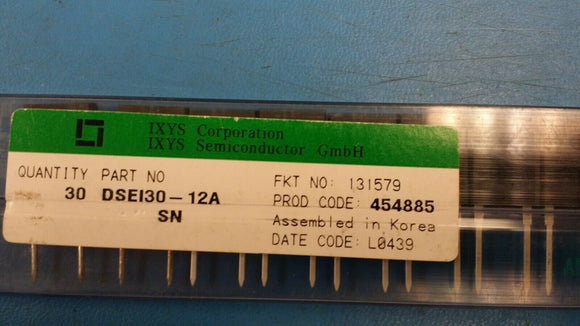 IXYS Corporation
IXYS Semiconductor GmbH
QUANTITY PART NO
30 DSEI30-12A
SN
FKT NO: 131579
PROD CODE: 454885
Assembled in Korea
DATE CODE: L0439